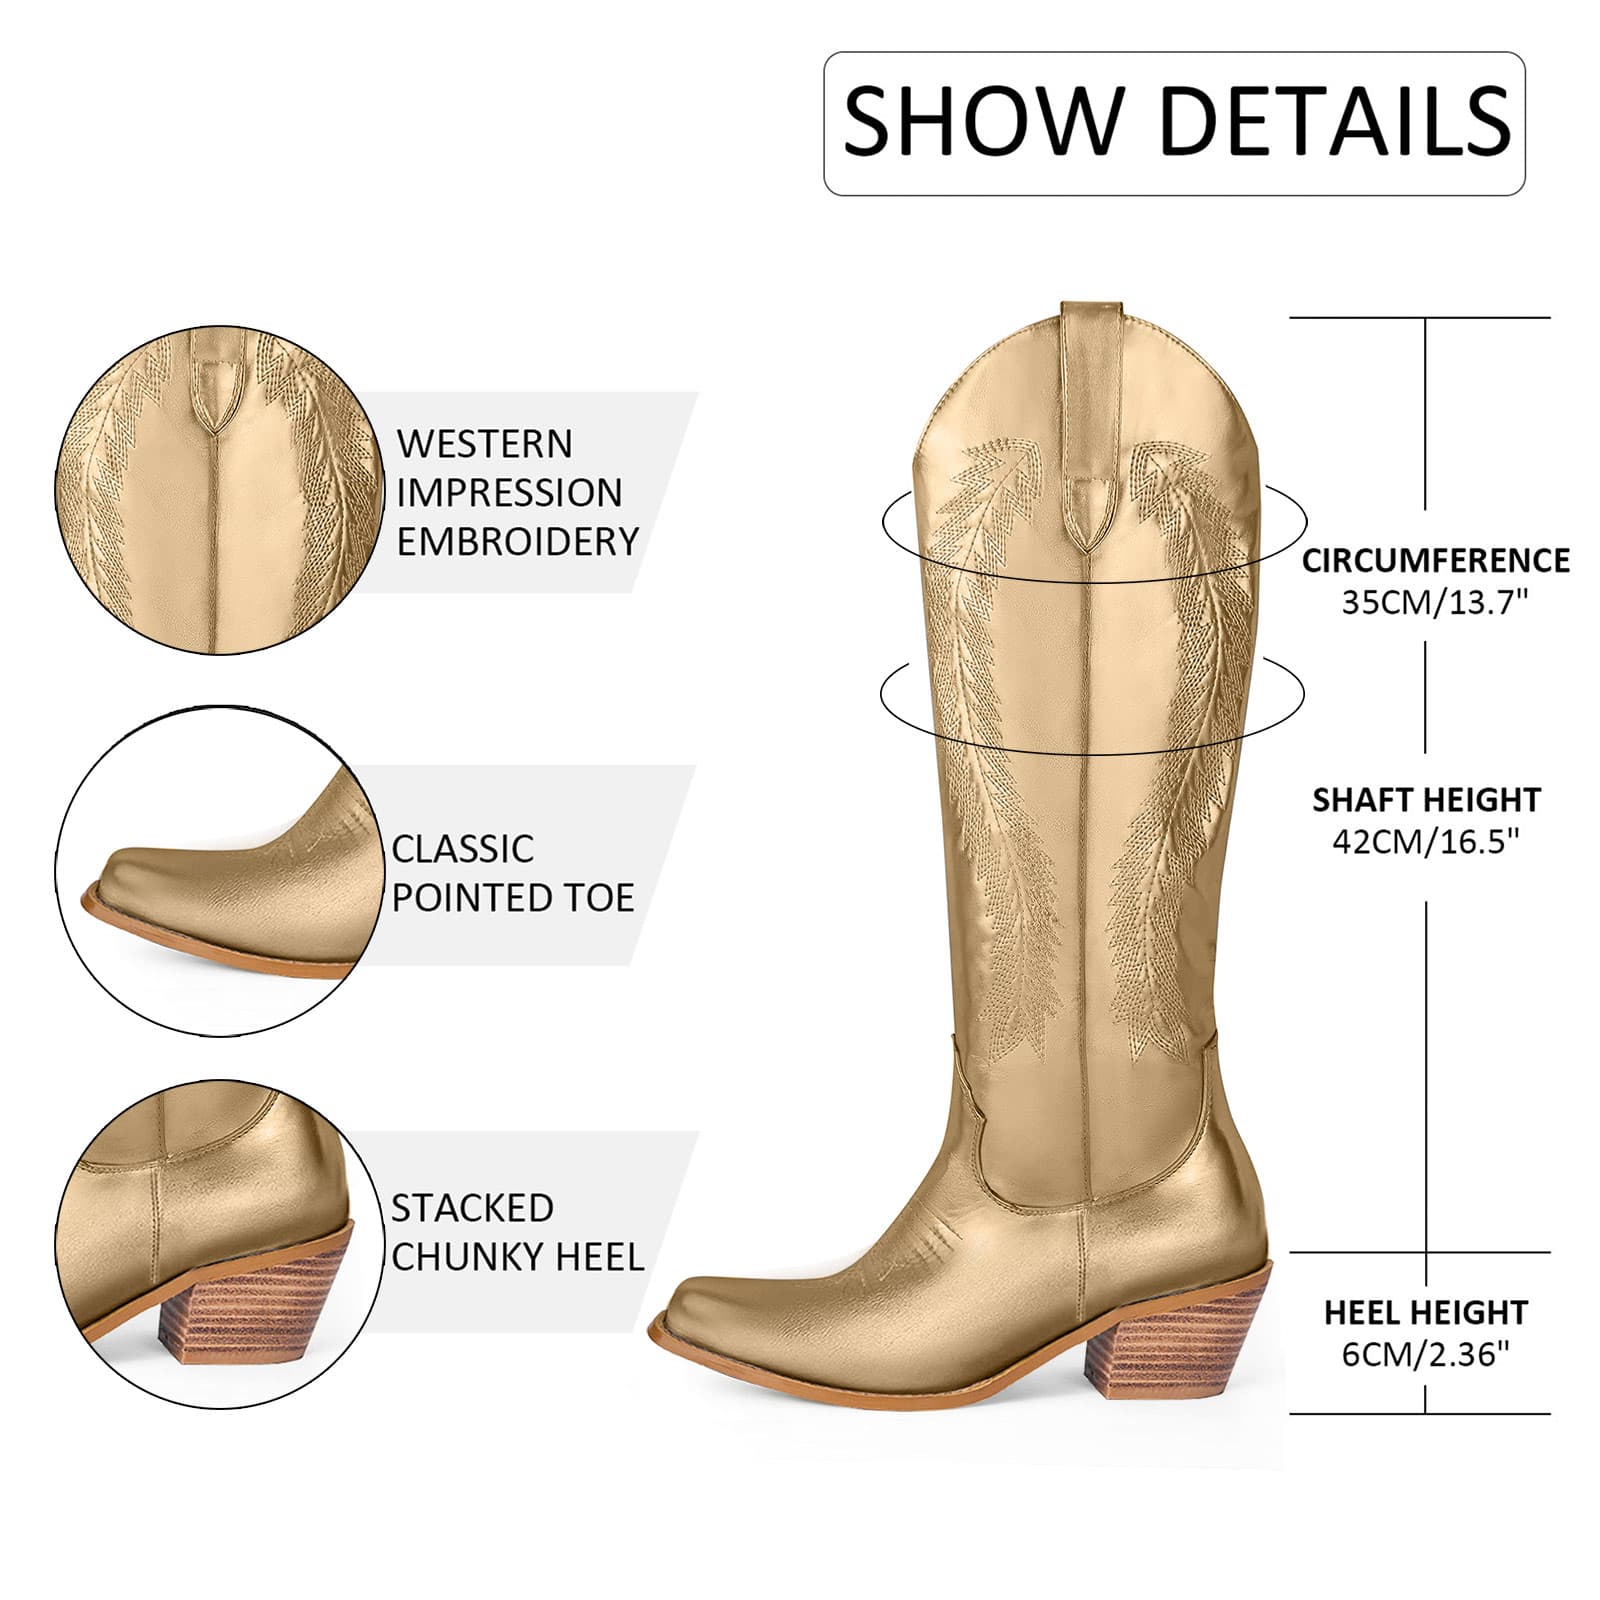 SHOW DETAILS
WESTERN
IMPRESSION
EMBROIDERY
CLASSIC
POINTED TOE
STACKED
CHUNKY HEEL
CIRCUMFERENCE
35CM/13.7"
SHAFT HEIGHT
42CM/16.5"
HEEL HEIGHT
6CM/2.36"